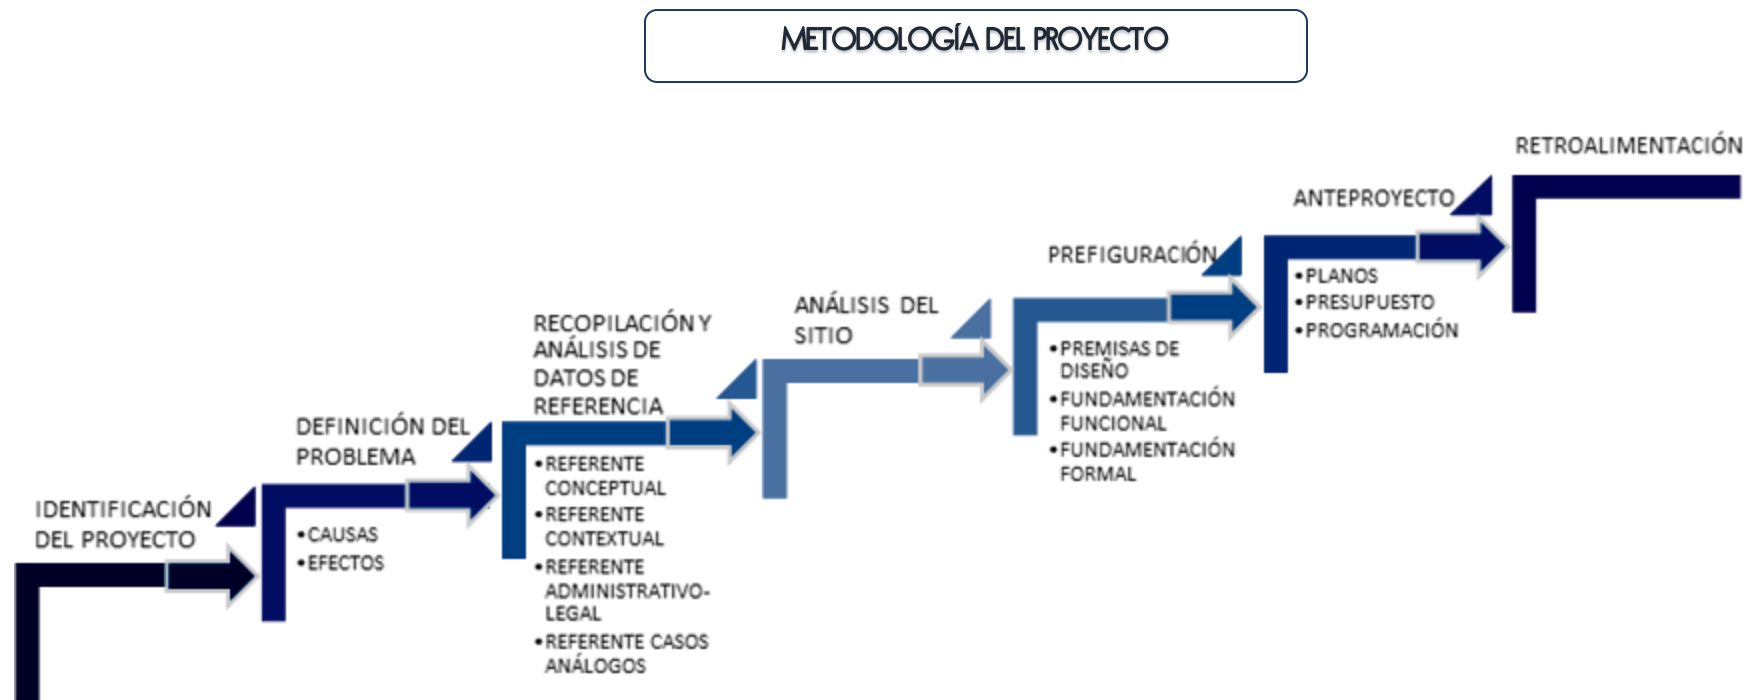 METODOLOGÍA DEL PROYECTO
IDENTIFICACIÓN
DEL PROYECTO
DEFINICIÓN DEL
PROBLEMA
•CAUSAS
•EFECTOS
RECOPILACIÓN Y
ANÁLISIS DE
DATOS DE
REFERENCIA
•REFERENTE
CONCEPTUAL
•REFERENTE
CONTEXTUAL
•REFERENTE
ADMINISTRATIVO-
LEGAL
•REFERENTE CASOS
ANÁLOGOS
ANÁLISIS DEL
SITIO
PREFIGURACIÓN
•PREMISAS DE
DISEÑO
•FUNDAMENTACIÓN
FUNCIONAL
•FUNDAMENTACIÓN
FORMAL
ANTEPROYECTO
•PLANOS
•PRESUPUESTO
•PROGRAMACIÓN
RETROALIMENTACIÓN